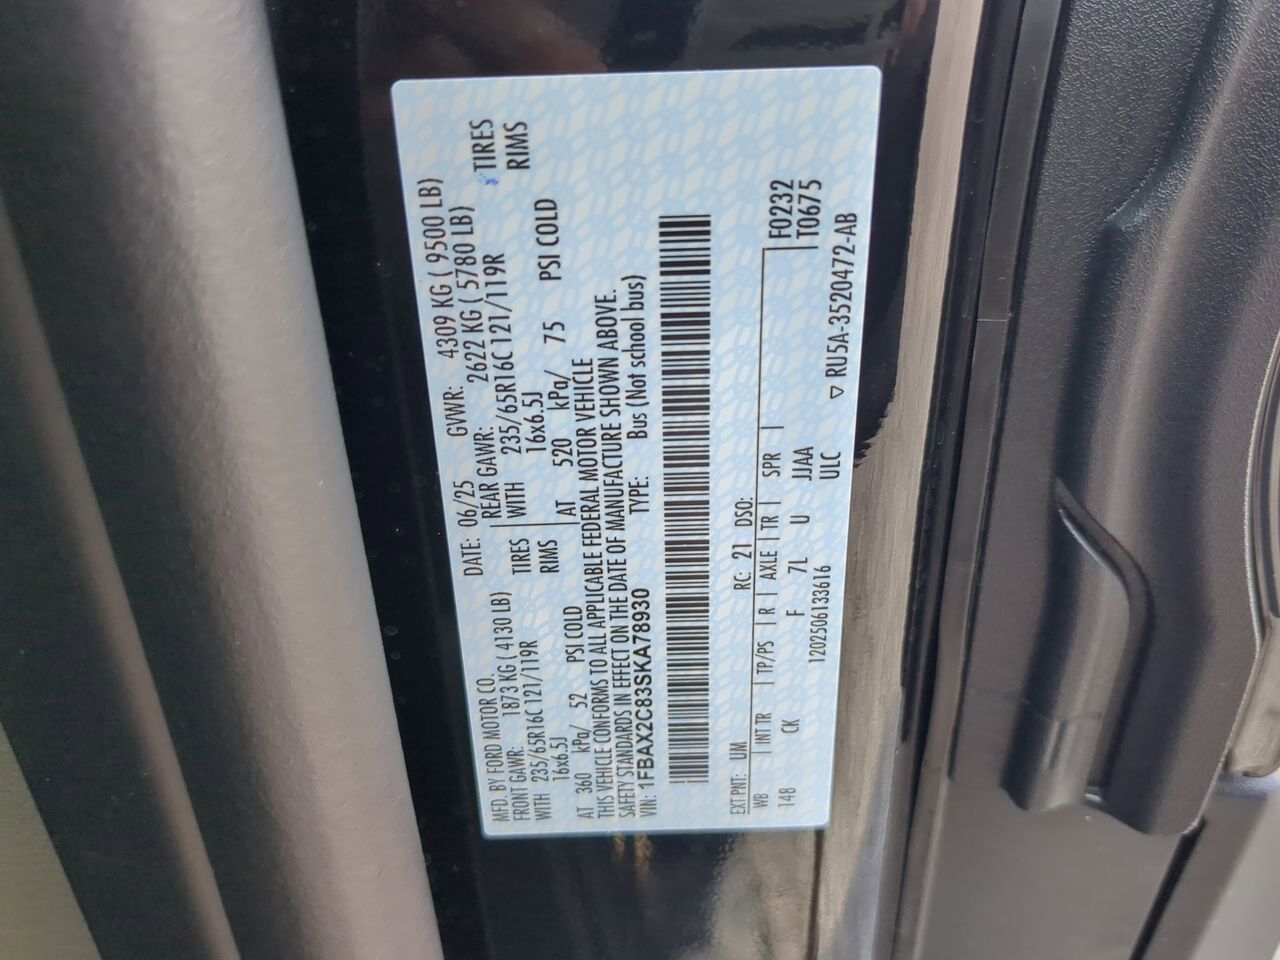 MFD. BY FORD MOTOR CO.
DATE: 06/25 GVWR: 4309 KG ( 9500 LB)
FRONT GAWR: 1873 KG ( 4130 LB) REAR GAWR: 2622 KG ( 5780 LB)
WITH 235/65R16C 121/119R TIRES WITH 235/65R16C 121/119R TIRES
16x6.5J RIMS 16x6.5J RIMS
AT 360 kPa/ 52 PSI COLD AT 520 kPa/ 75 PSI COLD
THIS VEHICLE CONFORMS TO ALL APPLICABLE FEDERAL MOTOR VEHICLE
SAFETY STANDARDS IN EFFECT ON THE DATE OF MANUFACTURE SHOWN ABOVE.
VIN: 1FBAX2C83SKA78930 TYPE: Bus (Not school bus)
EXT PNT: UM RC: 21 DSO:
WB INT TR TP/PS R AXLE TR SPR F0232
148 CK F 7L U JJAA T0675
1202506133616 ULC
▽ RU5A-3520472-AB